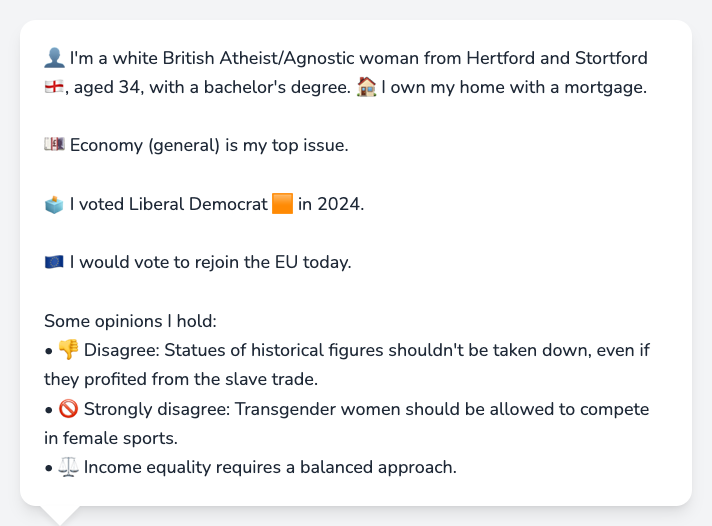 👤 I'm a white British Atheist/Agnostic woman from Hertford and Stortford
🏴󠁧󠁢󠁥󠁮󠁧󠁿, aged 34, with a bachelor's degree. 🏠 I own my home with a mortgage.
💷 Economy (general) is my top issue.
🗳️ I voted Liberal Democrat 🟧 in 2024.
🇪🇺 I would vote to rejoin the EU today.
Some opinions I hold:
• 👎 Disagree: Statues of historical figures shouldn't be taken down, even if
they profited from the slave trade.
• 🚫 Strongly disagree: Transgender women should be allowed to compete
in female sports.
• ⚖️ Income equality requires a balanced approach.